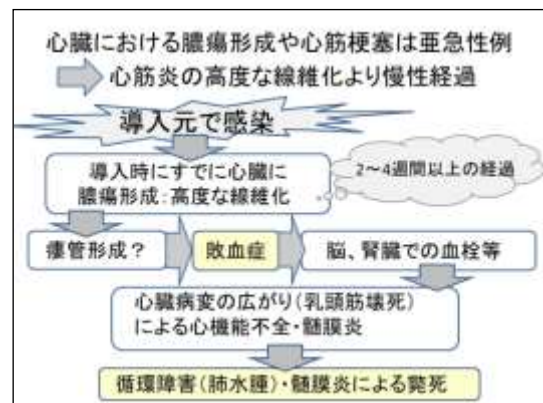 心臓における膿瘍形成や心筋梗塞は亜急性例
心筋炎の高度な線維化より慢性経過
導入元で感染
導入時にすでに心臓に
膿瘍形成:高度な線維化
2~4週間以上の経過
瘻管形成?
敗血症
脳、腎臓での血栓等
心臓病変の広がり(乳頭筋壊死)
による心機能不全・髄膜炎
循環障害(肺水腫)・髄膜炎による斃死